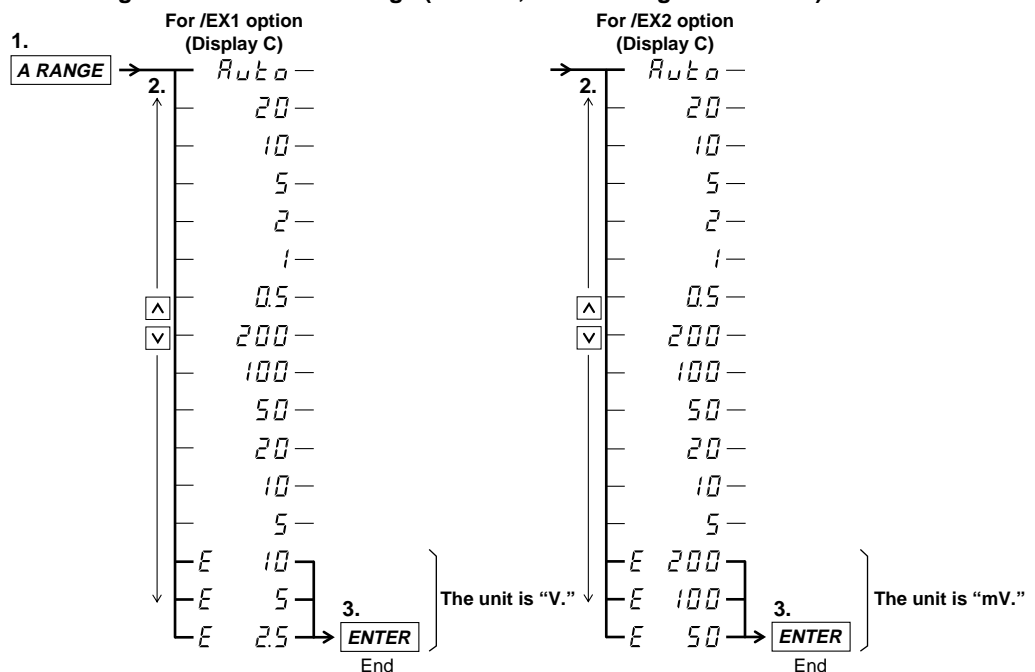 For /EX1 option
(Display C)
1.
A RANGE
2.
Auto
20
10
5
2
1
0.5
200
100
50
20
10
5
E 10
E 5
E 2.5
The unit is “V.”
3.
ENTER
End
For /EX2 option
(Display C)
2.
Auto
20
10
5
2
1
0.5
200
100
50
20
10
5
E 200
E 100
E 50
The unit is “mV.”
3.
ENTER
End